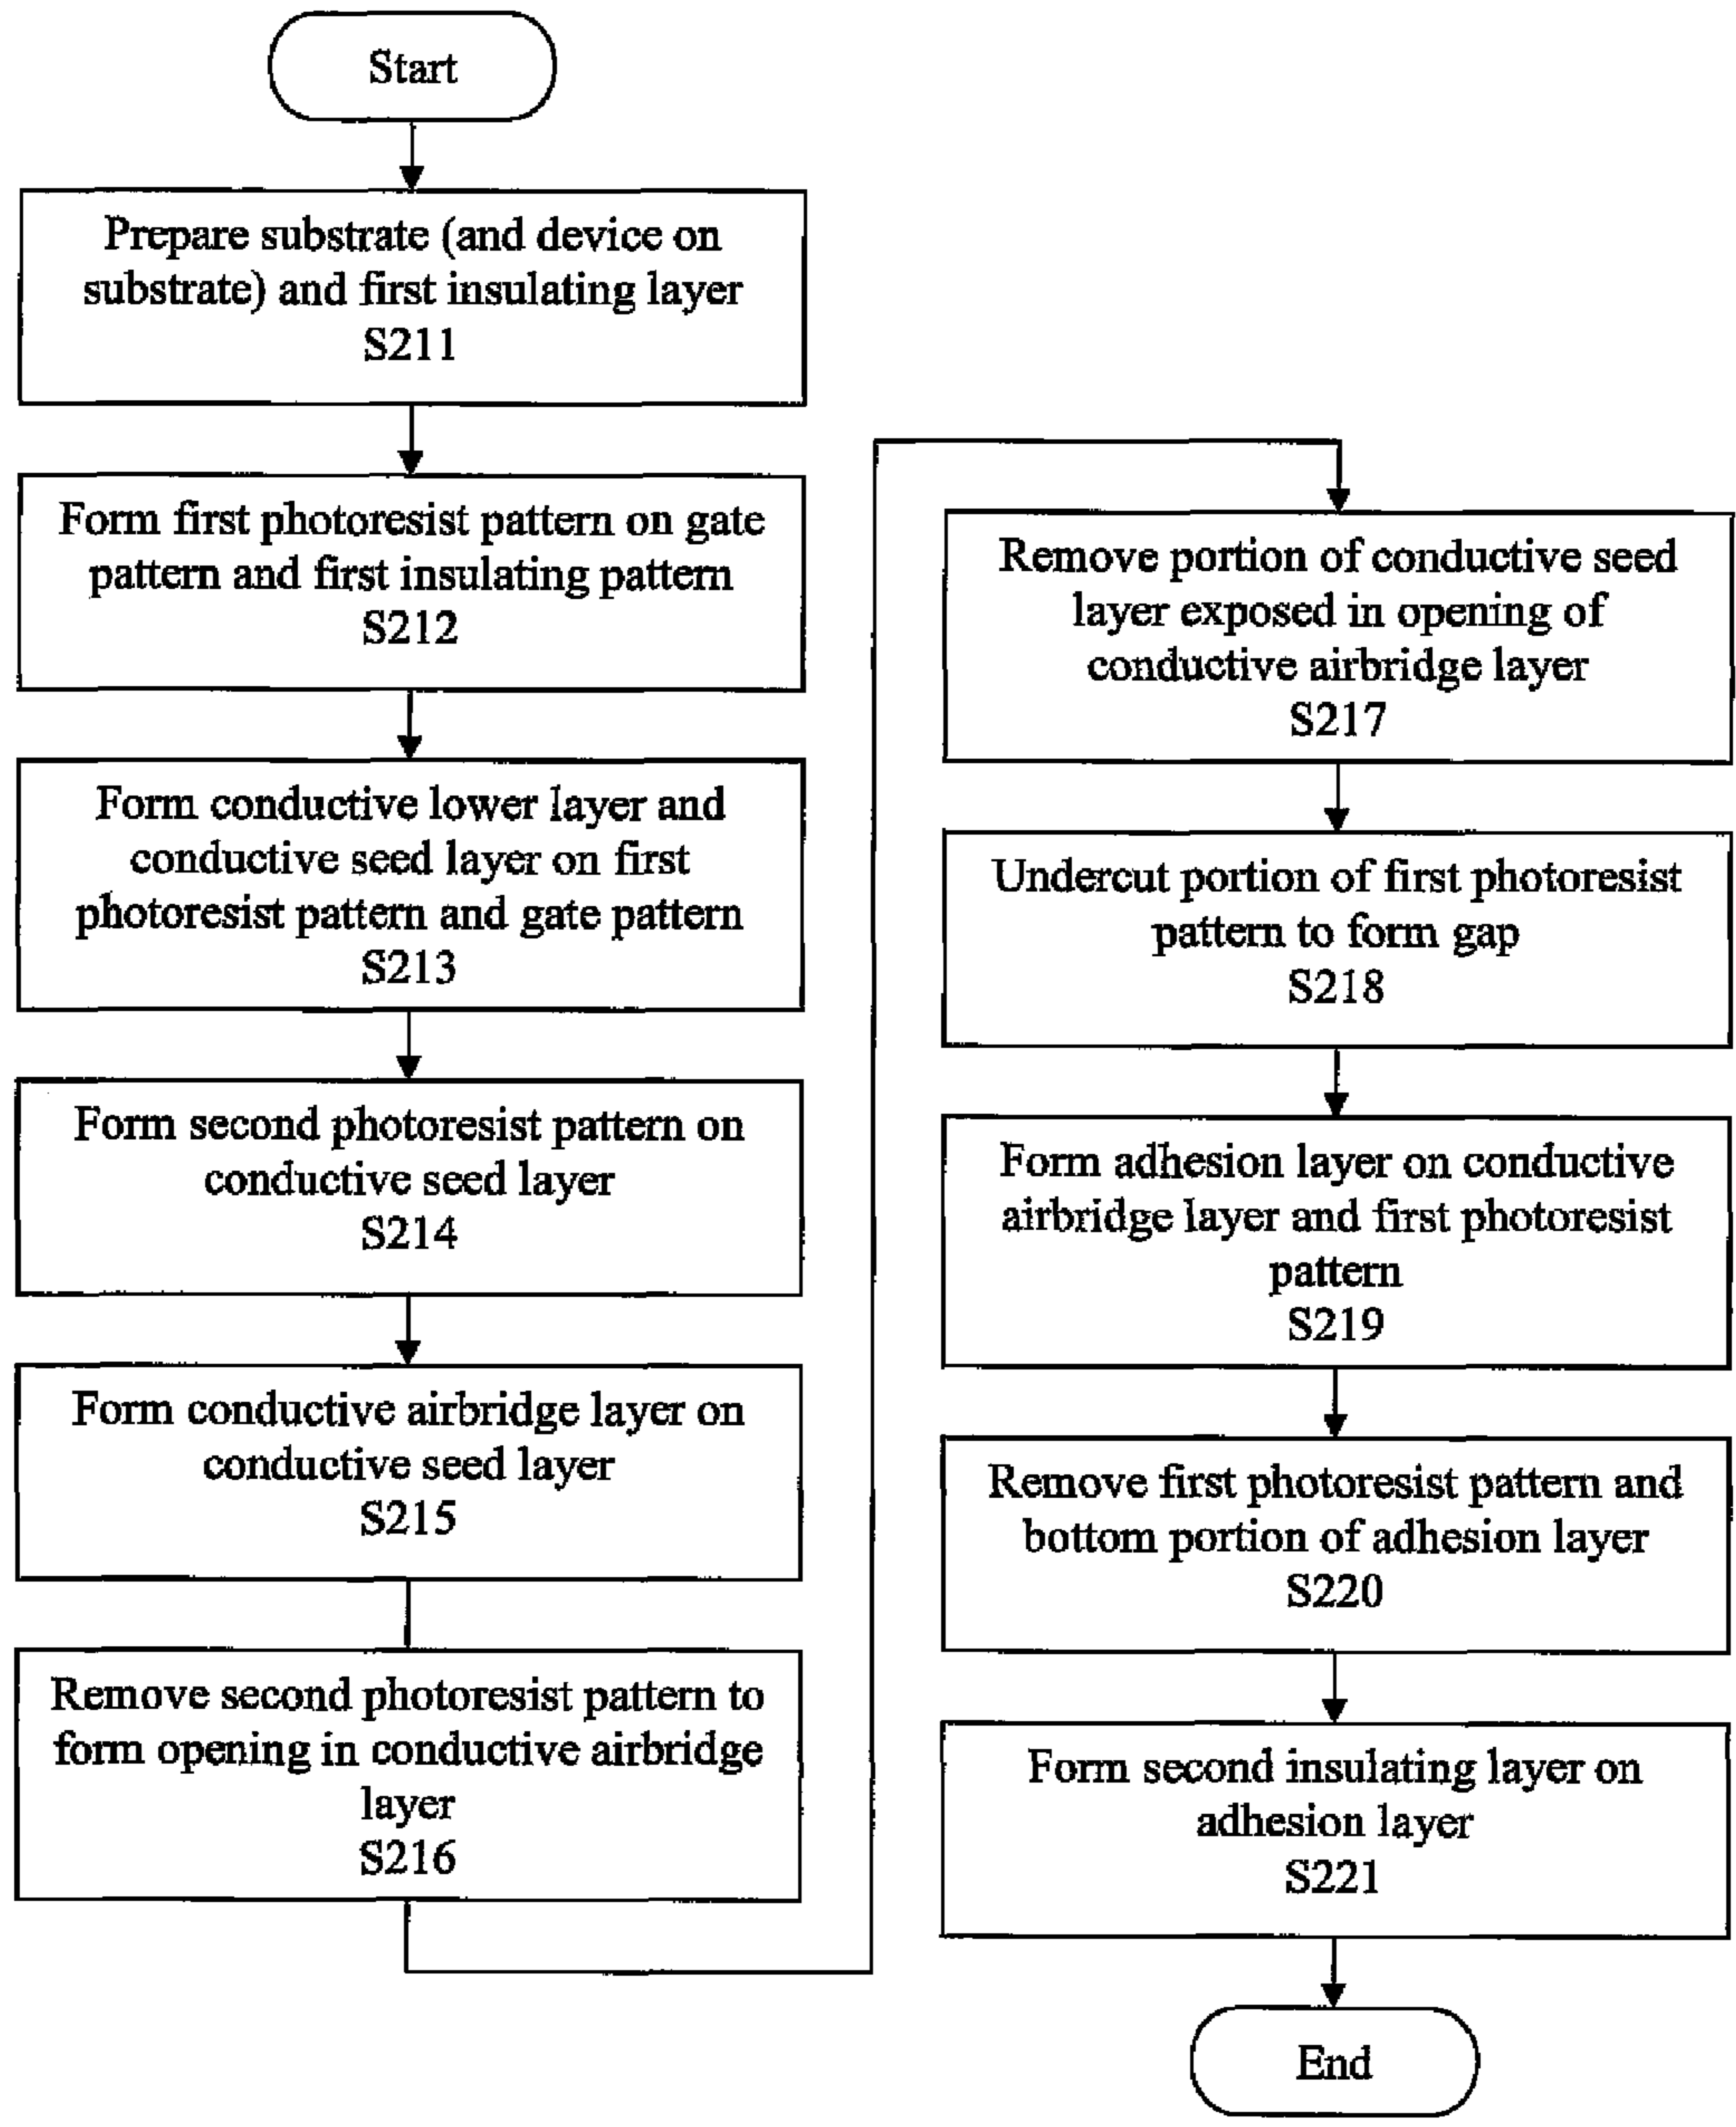 Start
Prepare substrate (and device on
substrate) and first insulating layer
S211
Form first photoresist pattern on gate
pattern and first insulating pattern
S212
Form conductive lower layer and
conductive seed layer on first
photoresist pattern and gate pattern
S213
Form second photoresist pattern on
conductive seed layer
S214
Form conductive airbridge layer on
conductive seed layer
S215
Remove second photoresist pattern to
form opening in conductive airbridge
layer
S216
Remove portion of conductive seed
layer exposed in opening of
conductive airbridge layer
S217
Undercut portion of first photoresist
pattern to form gap
S218
Form adhesion layer on conductive
airbridge layer and first photoresist
pattern
S219
Remove first photoresist pattern and
bottom portion of adhesion layer
S220
Form second insulating layer on
adhesion layer
S221
End